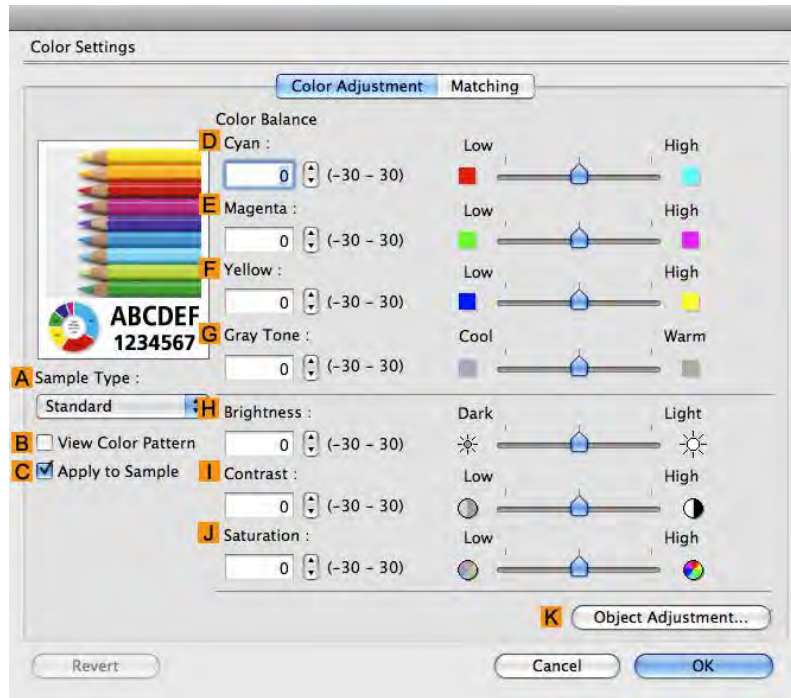 Color Settings
Color Adjustment Matching
Color Balance
D Cyan : Low High
0 (-30 - 30)
E Magenta : Low High
0 (-30 - 30)
F Yellow : Low High
0 (-30 - 30)
ABCDEF
1234567
G Gray Tone : Cool Warm
0 (-30 - 30)
A Sample Type :
Standard
H Brightness : Dark Light
0 (-30 - 30)
B View Color Pattern
C Apply to Sample
I Contrast : Low High
0 (-30 - 30)
J Saturation : Low High
0 (-30 - 30)
K Object Adjustment...
Revert Cancel OK